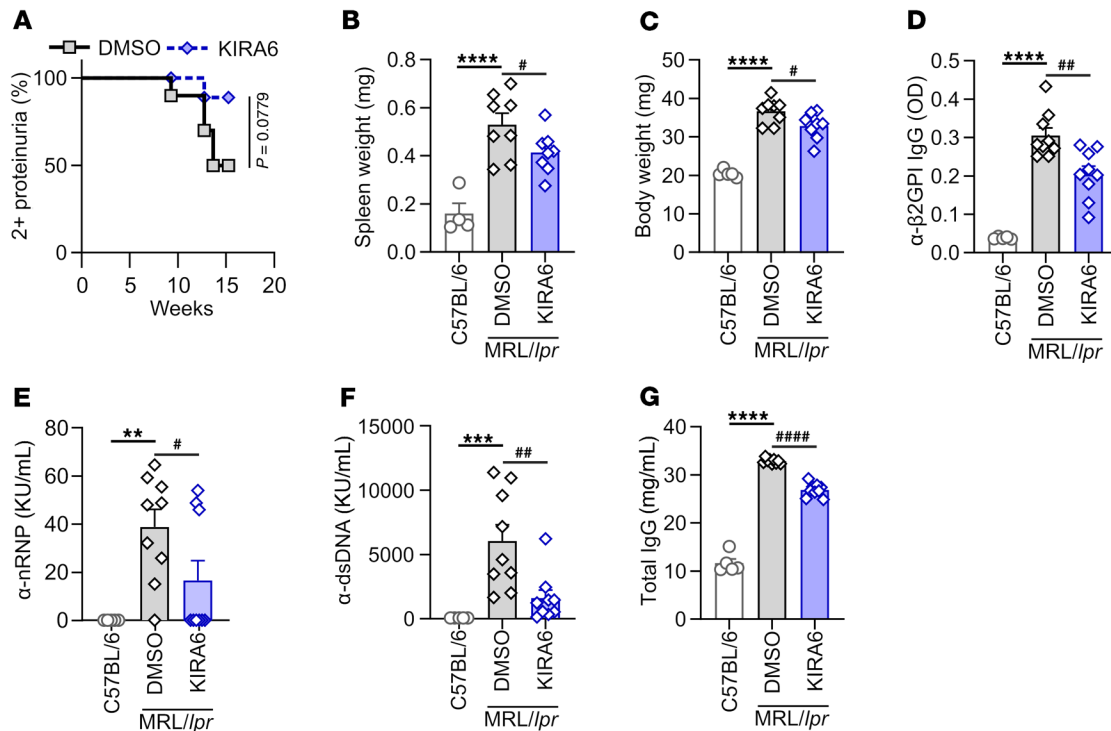 A
DMSO KIRA6
2+ proteinuria (%)
100
50
0
0 5 10 15 20
Weeks
P = 0.0779
B
Spleen weight (mg)
0.8
0.6
0.4
0.2
0.0
**** #
C57BL/6
DMSO
KIRA6
MRL/lpr
C
Body weight (mg)
50
40
30
20
10
0
**** #
C57BL/6
DMSO
KIRA6
MRL/lpr
D
α-β2GPI IgG (OD)
0.5
0.4
0.3
0.2
0.1
0.0
**** ##
C57BL/6
DMSO
KIRA6
MRL/lpr
E
α-nRNP (KU/mL)
80
60
40
20
0
** #
C57BL/6
DMSO
KIRA6
MRL/lpr
F
α-dsDNA (KU/mL)
15000
10000
5000
0
*** ##
C57BL/6
DMSO
KIRA6
MRL/lpr
G
Total IgG (mg/mL)
40
30
20
10
0
**** ####
C57BL/6
DMSO
KIRA6
MRL/lpr